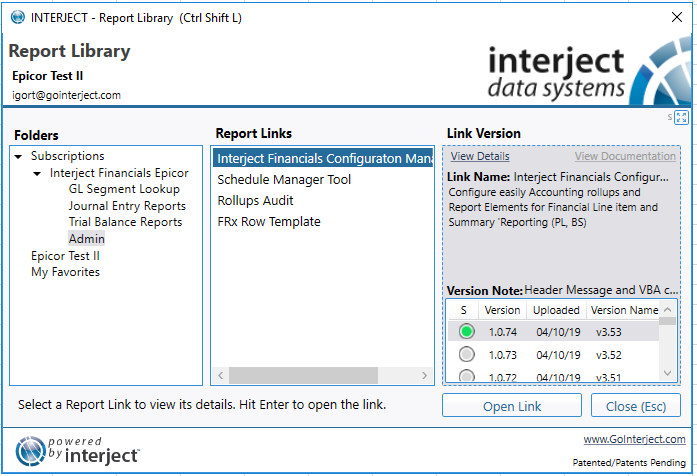 INTERJECT - Report Library (Ctrl Shift L)
Report Library
Epicor Test II
igort@gointerject.com
interject
data systems
S
Folders
Subscriptions
Interject Financials Epicor
GL Segment Lookup
Journal Entry Reports
Trial Balance Reports
Admin
Epicor Test II
My Favorites
Report Links
Interject Financials Configuraton Mana
Schedule Manager Tool
Rollups Audit
FRx Row Template
Link Version
View Details View Documentation
Link Name: Interject Financials Configur...
Configure easily Accounting rollups and
Report Elements for Financial Line item and
Summary `Reporting (PL, BS)
Version Note: Header Message and VBA c...
S Version Uploaded Version Name
1.0.74 04/10/19 v3.53
1.0.73 04/10/19 v3.52
1.0.72 04/10/19 v3.51
Select a Report Link to view its details. Hit Enter to open the link.
Open Link Close (Esc)
powered
by interject
www.GoInterject.com
Patented/Patents Pending